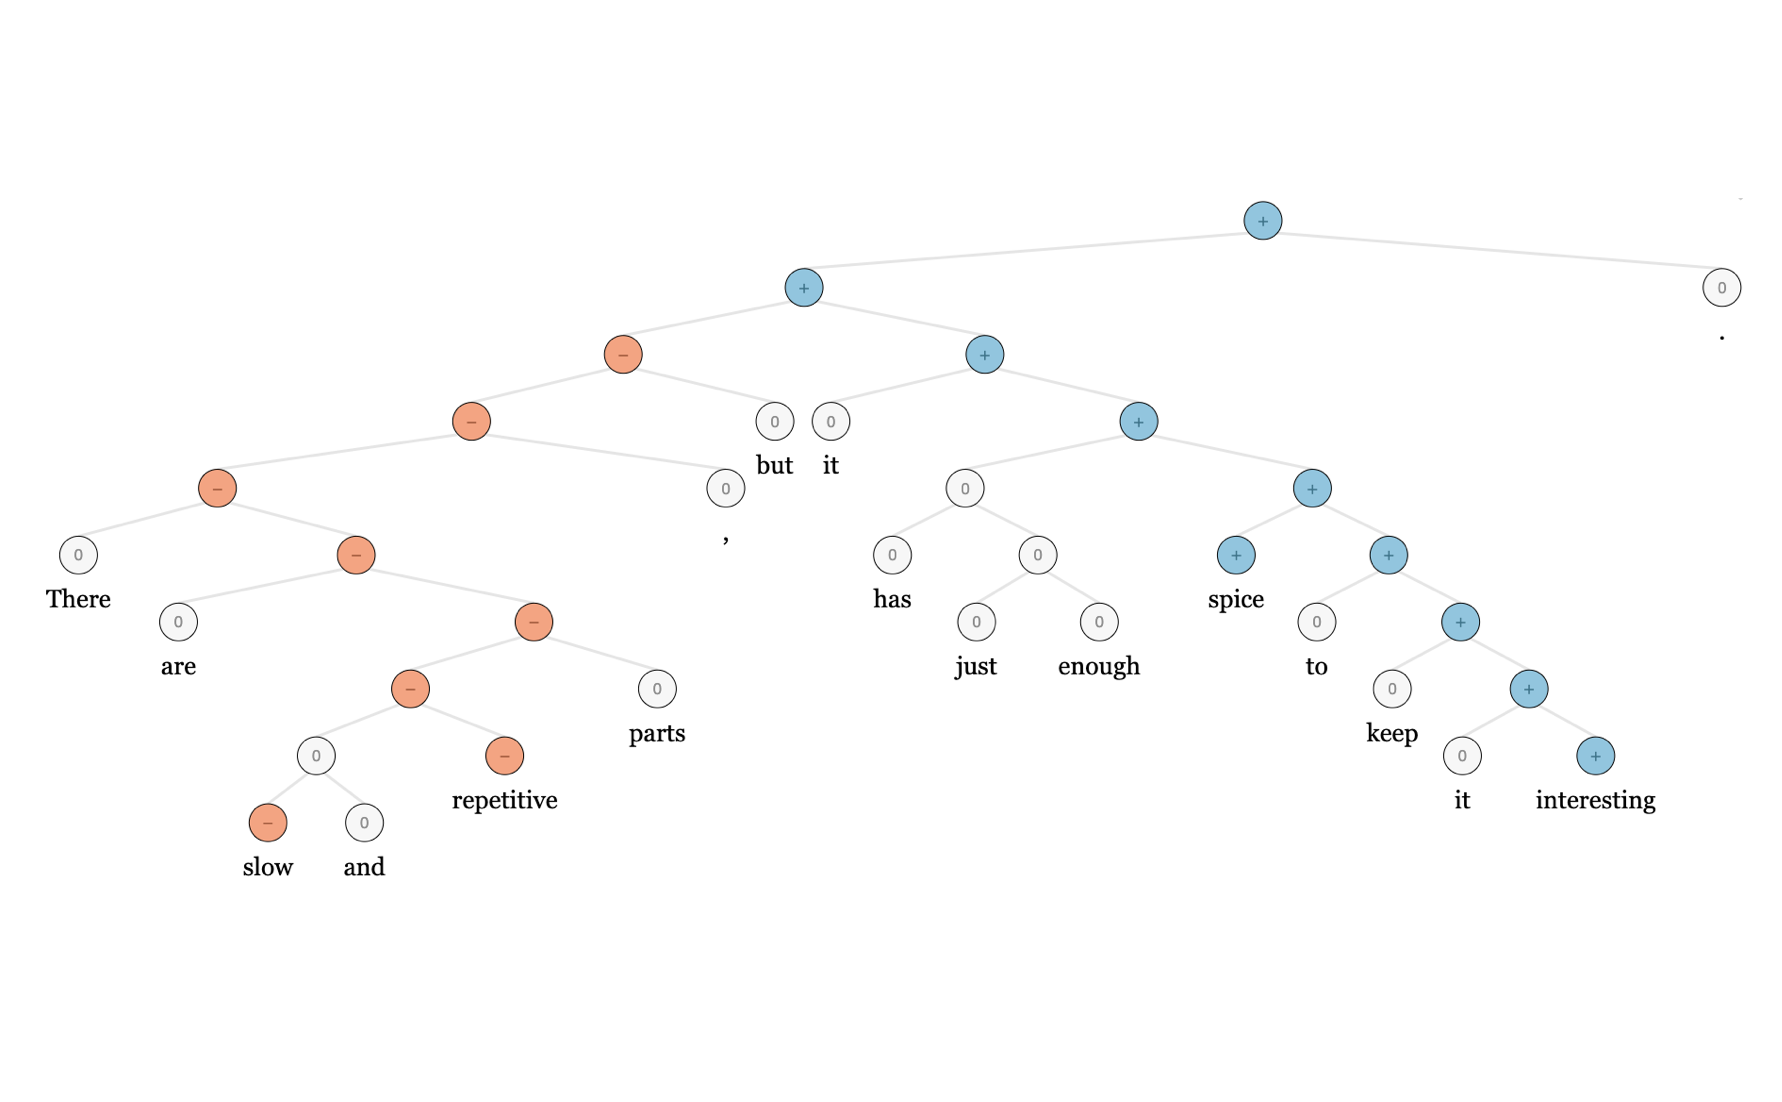 +
+ 0
.
− +
− 0 0 +
but it
− 0 0 +
,
0 − 0 0 + +
There has spice
0 − 0 0 0 +
are just enough to
− 0 0 +
parts keep
0 − 0 +
repetitive it interesting
− 0
slow and